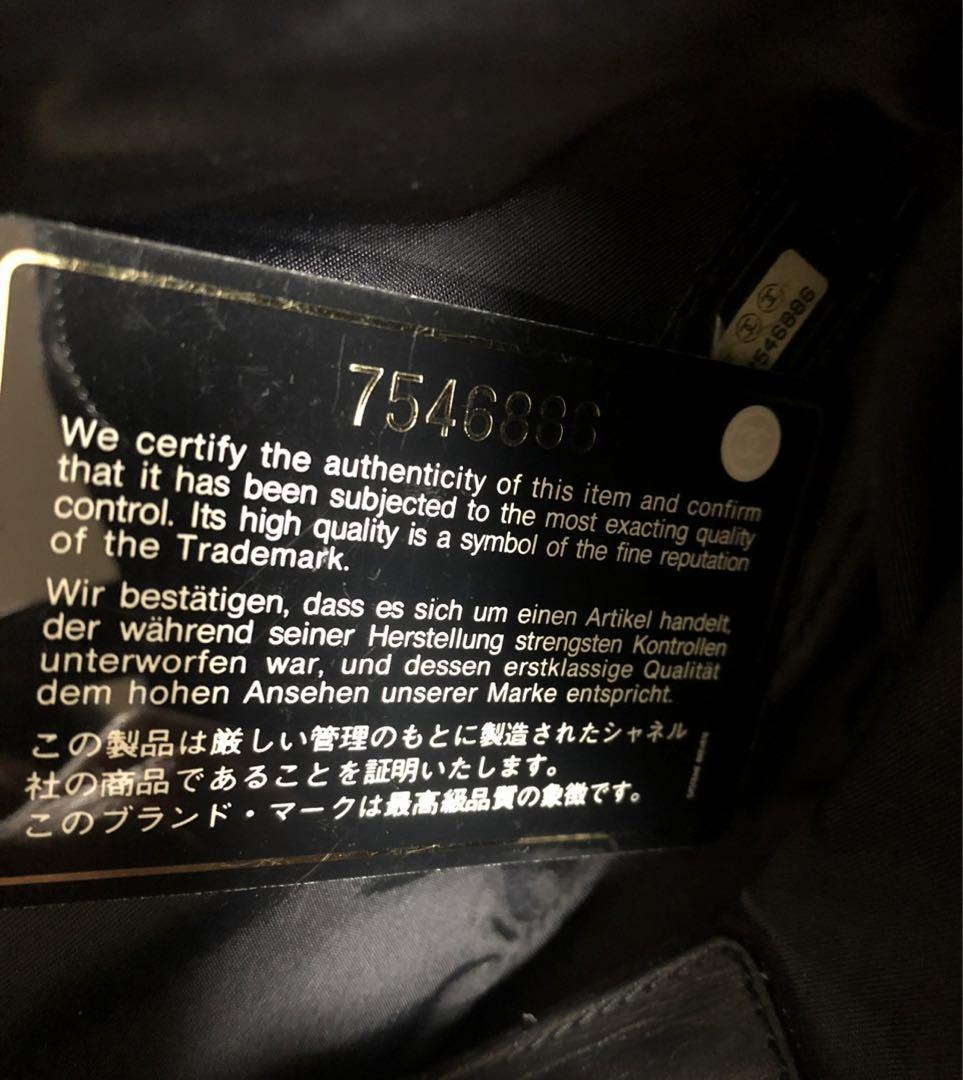 7546886
7546886
We certify the authenticity of this item and confirm
that it has been subjected to the most exacting quality
control. Its high quality is a symbol of the fine reputation
of the Trademark.
Wir bestätigen, dass es sich um einen Artikel handelt,
der während seiner Herstellung strengsten Kontrollen
unterworfen war, und dessen erstklassige Qualität
dem hohen Ansehen unserer Marke entspricht.
この製品は厳しい管理のもとに製造されたシャネル
社の商品であることを証明いたします。
このブランド・マークは最高級品質の象徴です。